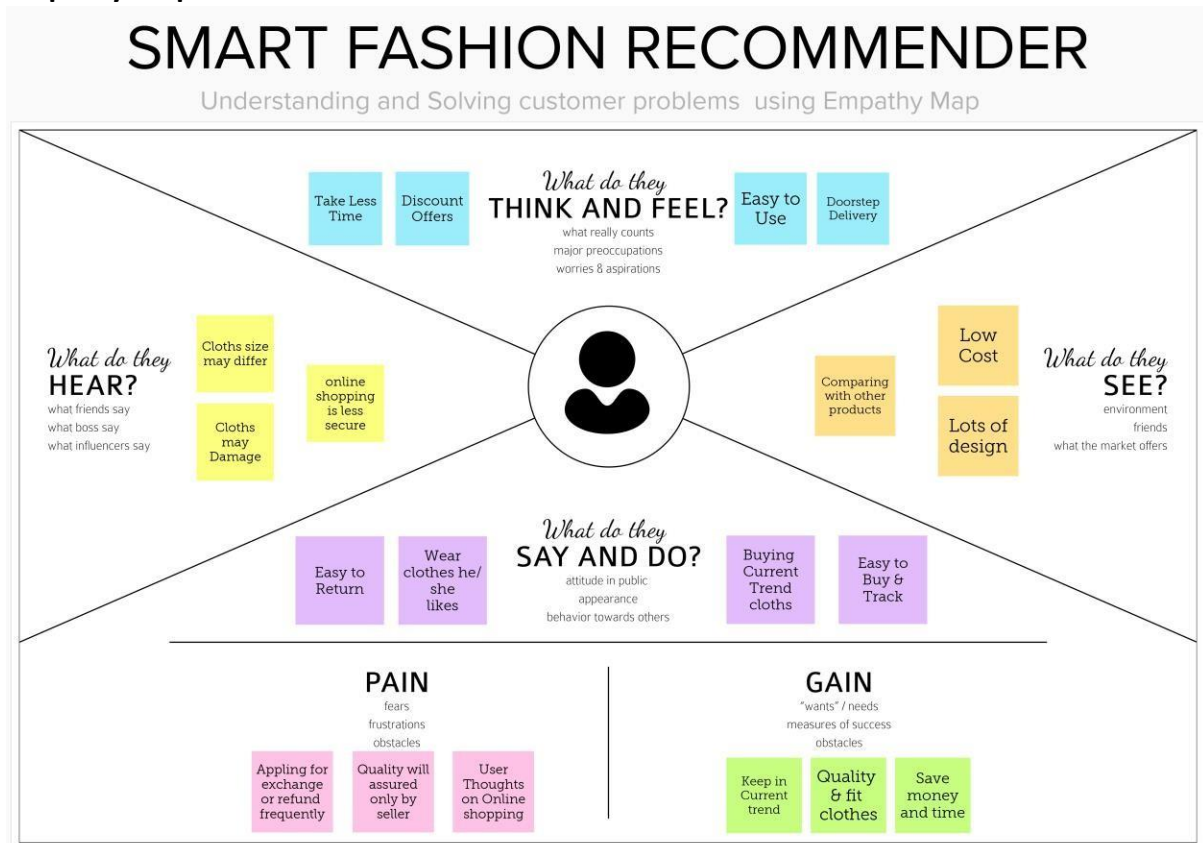 SMART FASHION RECOMMENDER
Understanding and Solving customer problems using Empathy Map
Take Less
Time
Discount
Offers
What do they
THINK AND FEEL?
what really counts
major preoccupations
worries & aspirations
Easy to
Use
Doorstep
Delivery
What do they
HEAR?
what friends say
what boss say
what influencers say
Cloths size
may differ
Cloths
may
Damage
online
shopping
is less
secure
Comparing
with other
products
Low
Cost
Lots of
design
What do they
SEE?
environment
friends
what the market offers
Easy to
Return
Wear
clothes he/
she
likes
What do they
SAY AND DO?
attitude in public
appearance
behavior towards others
Buying
Current
Trend
cloths
Easy to
Buy &
Track
PAIN
fears
frustrations
obstacles
Appling for
exchange
or refund
frequently
Quality will
assured
only by
seller
User
Thoughts
on Online
shopping
GAIN
"wants" / needs
measures of success
obstacles
Keep in
Current
trend
Quality
& fit
clothes
Save
money
and time